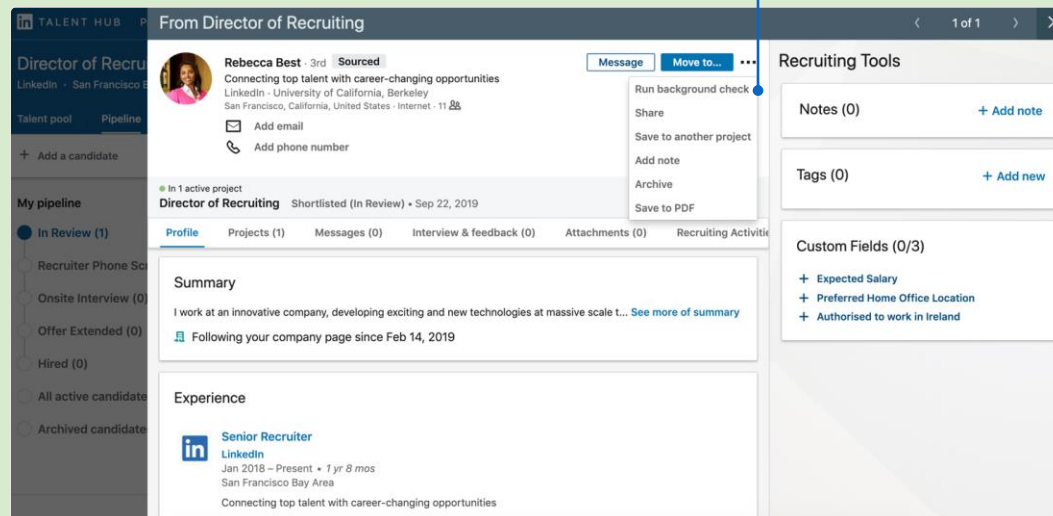 in TALENT HUB P
From Director of Recruiting
1 of 1
Director of Recru
LinkedIn · San Francisco B
Talent pool Pipeline
+ Add a candidate
My pipeline
In Review (1)
Recruiter Phone Scr
Onsite Interview (0)
Offer Extended (0)
Hired (0)
All active candidate
Archived candidate
Rebecca Best · 3rd Sourced
Connecting top talent with career-changing opportunities
LinkedIn · University of California, Berkeley
San Francisco, California, United States · Internet · 11
Add email
Add phone number
Message Move to... •••
Run background check
Share
Save to another project
Add note
Archive
Save to PDF
In 1 active project
Director of Recruiting Shortlisted (In Review) • Sep 22, 2019
Profile Projects (1) Messages (0) Interview & feedback (0) Attachments (0) Recruiting Activitie
Summary
I work at an innovative company, developing exciting and new technologies at massive scale t... See more of summary
Following your company page since Feb 14, 2019
Experience
in
Senior Recruiter
LinkedIn
Jan 2018 – Present • 1 yr 8 mos
San Francisco Bay Area
Connecting top talent with career-changing opportunities
Recruiting Tools
Notes (0) + Add note
Tags (0) + Add new
Custom Fields (0/3)
+ Expected Salary
+ Preferred Home Office Location
+ Authorised to work in Ireland